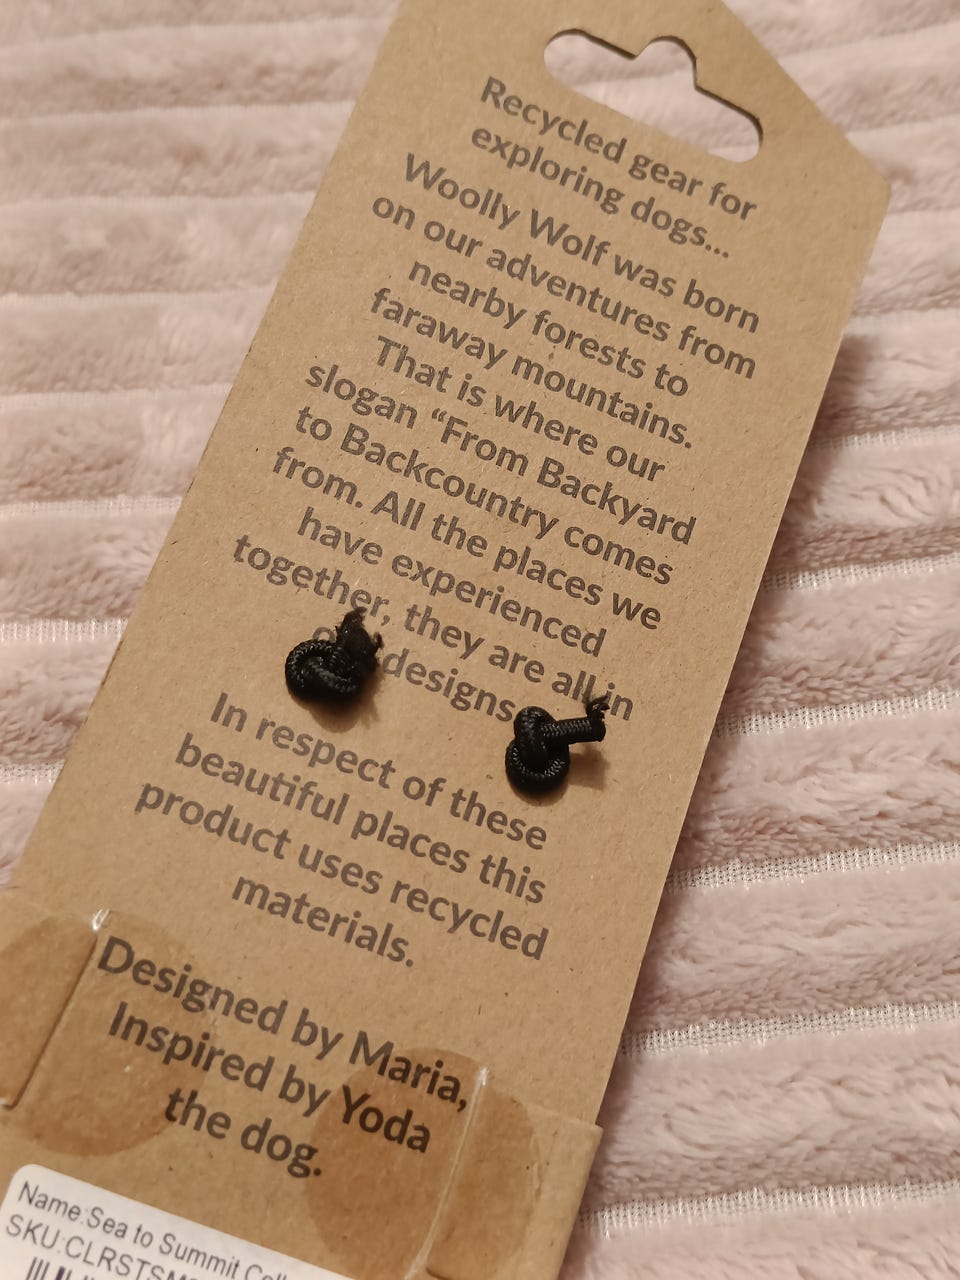 Recycled gear for
exploring dogs...
Woolly Wolf was born
on our adventures from
nearby forests to
faraway mountains.
That is where our
slogan “From Backyard
to Backcountry comes
from. All the places we
have experienced
together, they are all in
designs
In respect of these
beautiful places this
product uses recycled
materials.
Designed by Maria,
Inspired by Yoda
the dog.
Name:Sea to Summit